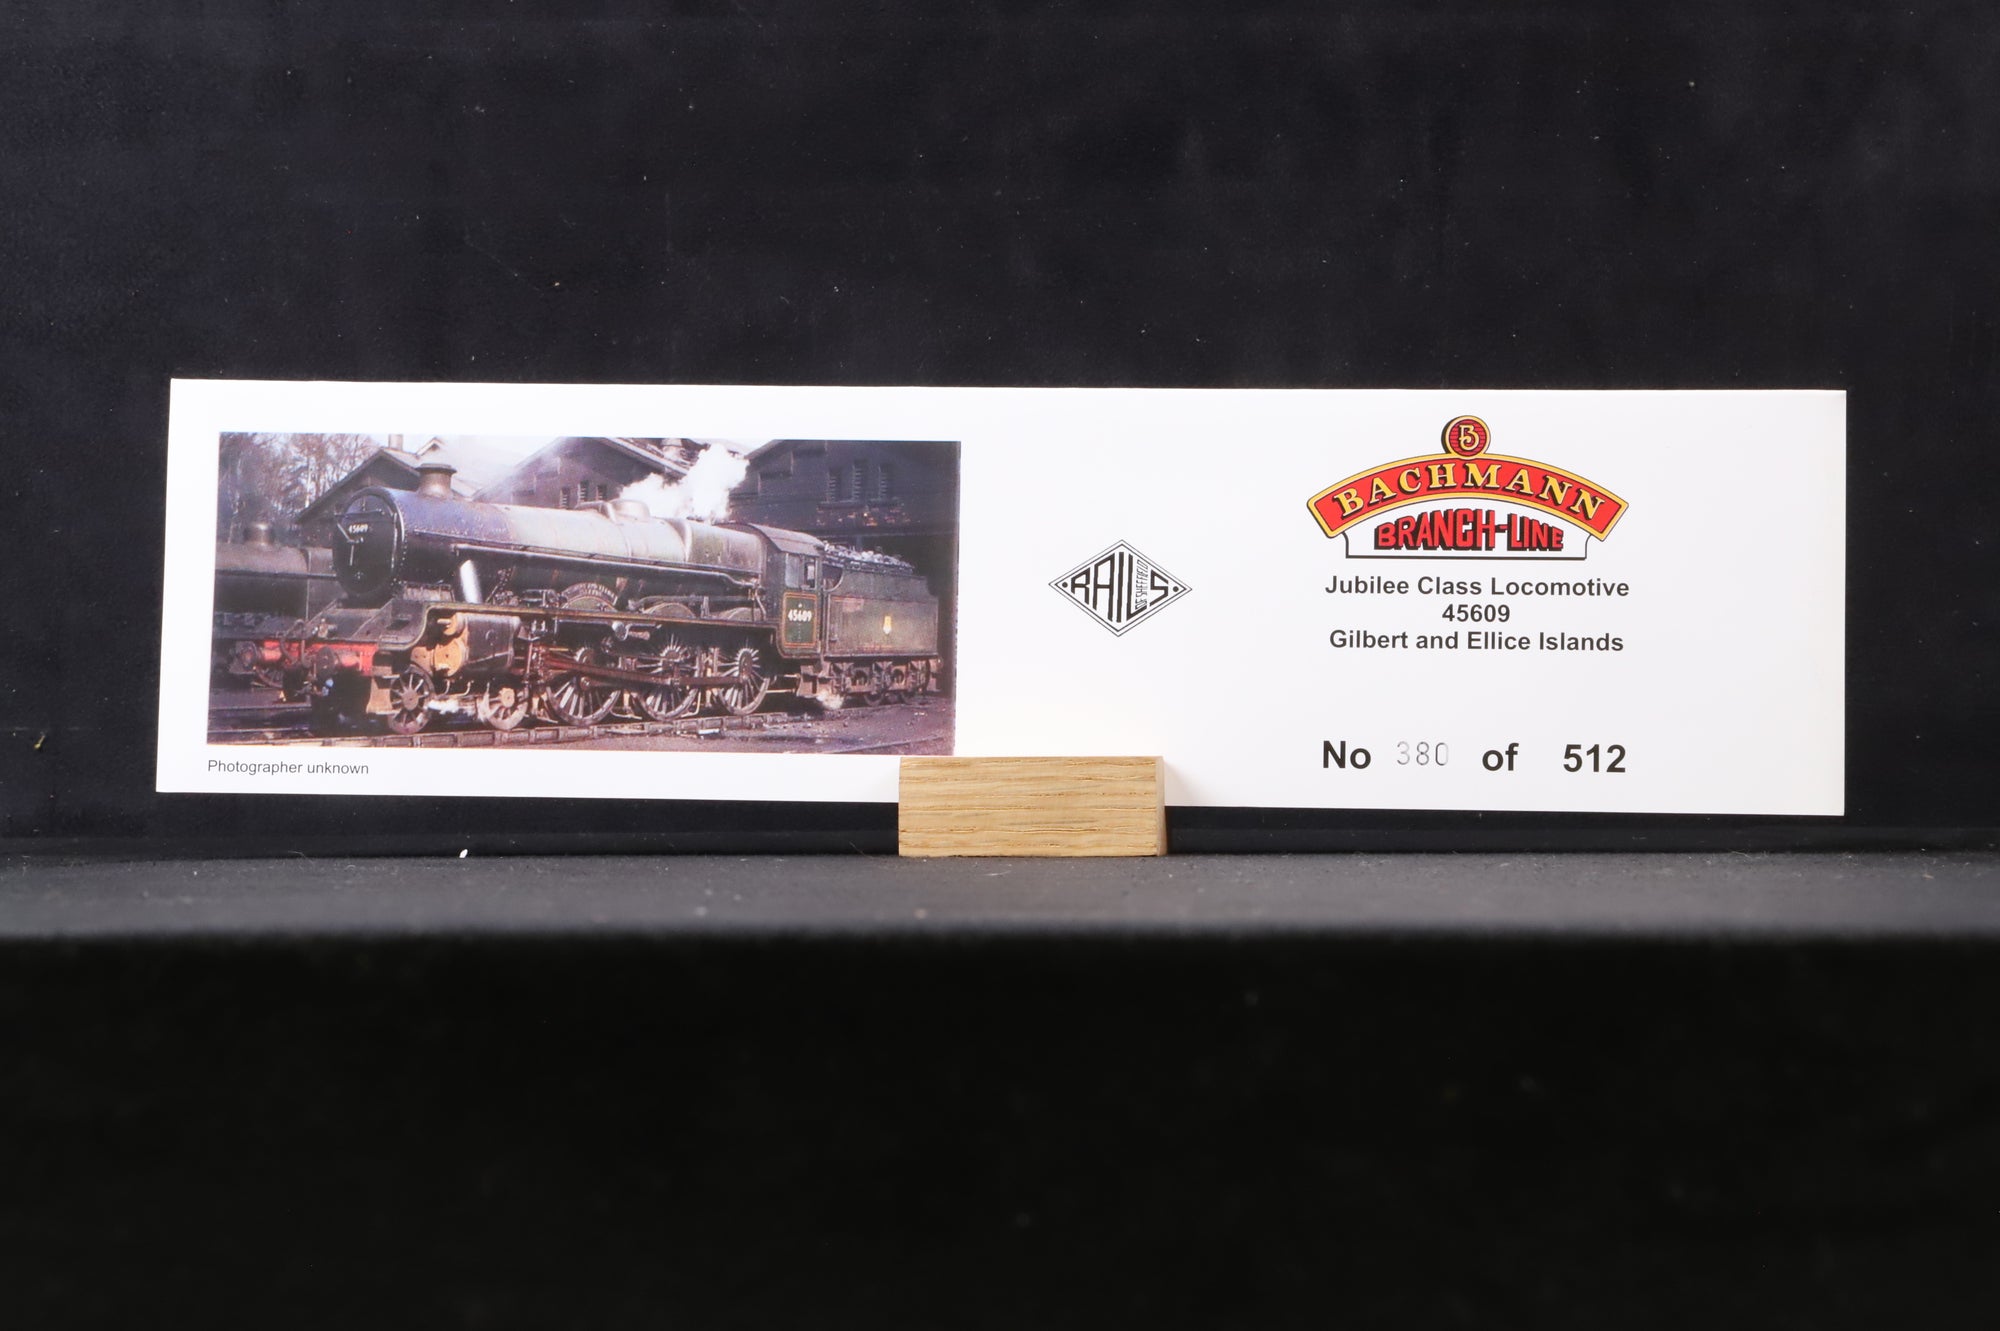 45609
45609
Photographer unknown
RAILS
OF SHEFFIELD
B
BACHMANN
BRANCH-LINE
Jubilee Class Locomotive
45609
Gilbert and Ellice Islands
No 380 of 512